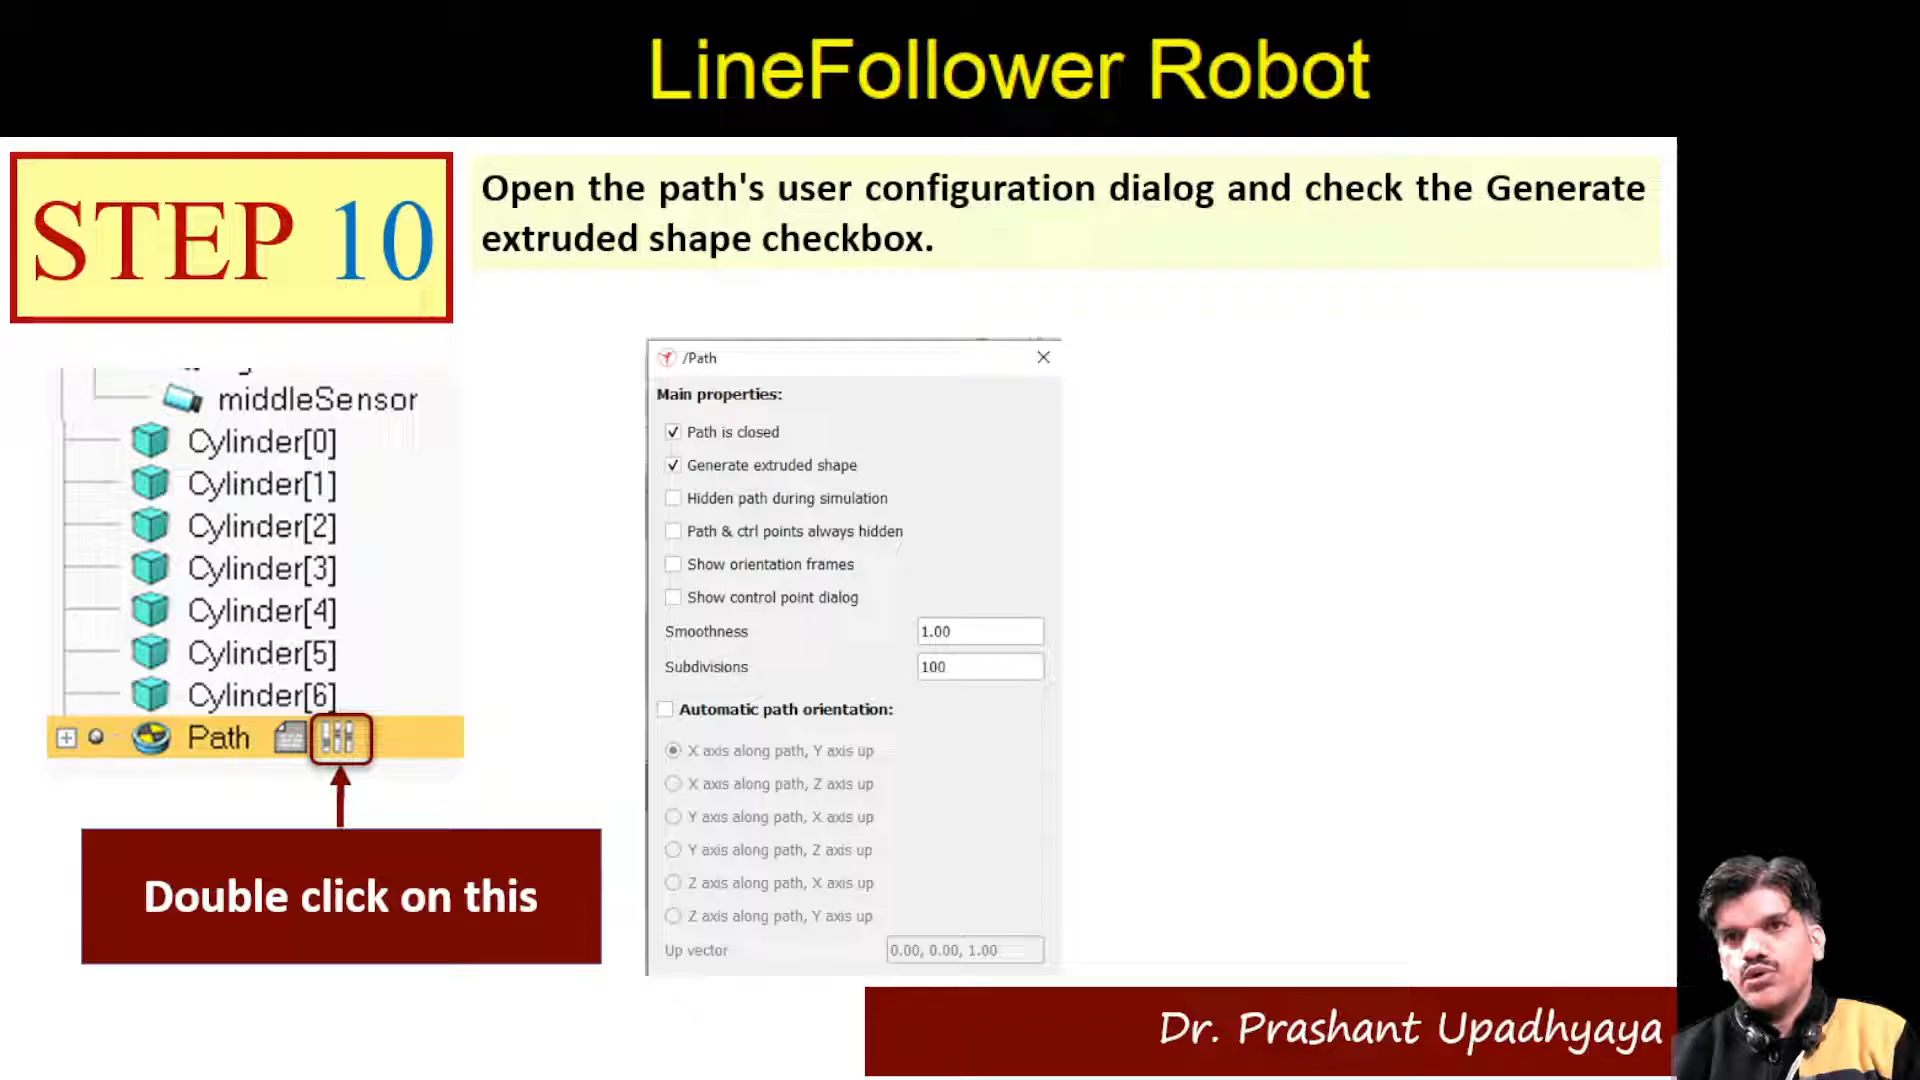 LineFollower Robot
STEP 10
Open the path's user configuration dialog and check the Generate
extruded shape checkbox.
middleSensor
Cylinder[0]
Cylinder[1]
Cylinder[2]
Cylinder[3]
Cylinder[4]
Cylinder[5]
Cylinder[6]
Path
Double click on this
/Path
Main properties:
Path is closed
Generate extruded shape
Hidden path during simulation
Path & ctrl points always hidden
Show orientation frames
Show control point dialog
Smoothness 1.00
Subdivisions 100
Automatic path orientation:
X axis along path, Y axis up
X axis along path, Z axis up
Y axis along path, X axis up
Y axis along path, Z axis up
Z axis along path, X axis up
Z axis along path, Y axis up
Up vector 0.00, 0.00, 1.00
Dr. Prashant Upadhyaya